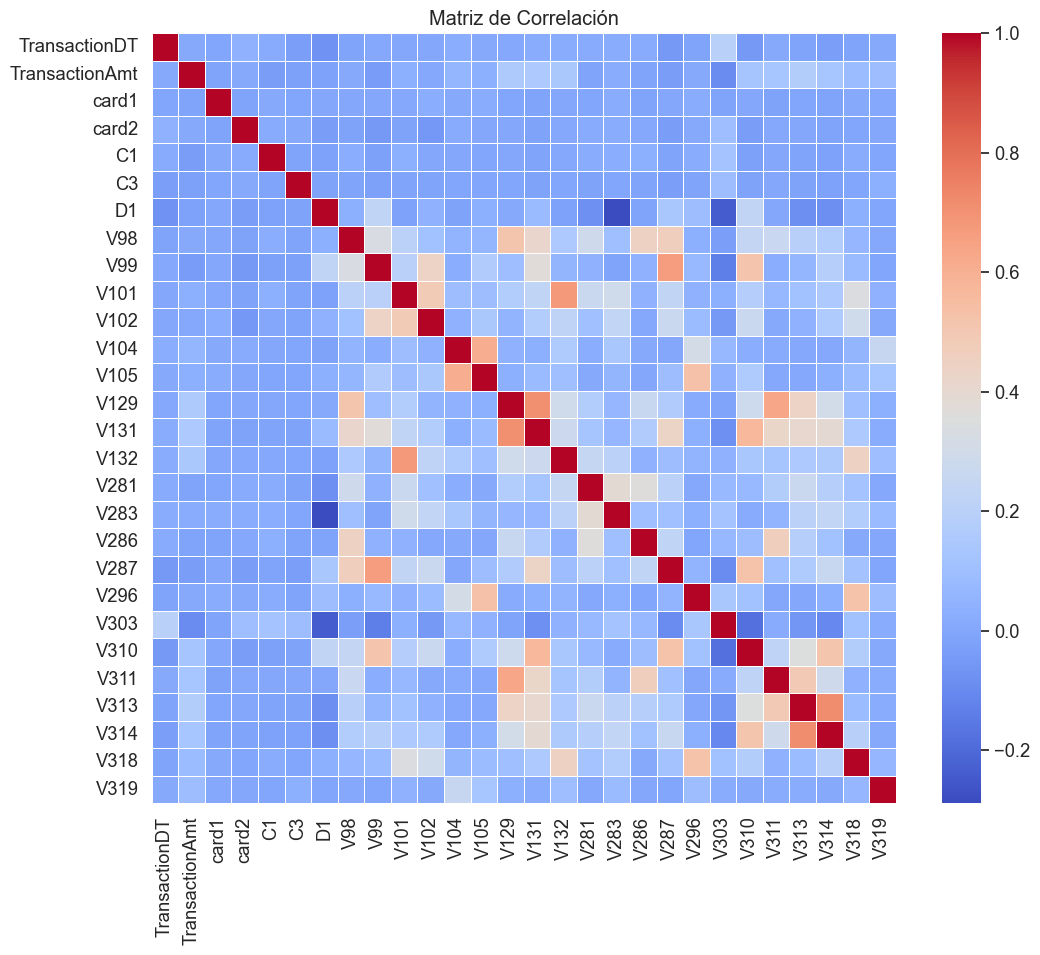 Matriz de Correlación
TransactionDT
TransactionAmt
card1
card2
C1
C3
D1
V98
V99
V101
V102
V104
V105
V129
V131
V132
V281
V283
V286
V287
V296
V303
V310
V311
V313
V314
V318
V319
TransactionDT
TransactionAmt
card1
card2
C1
C3
D1
V98
V99
V101
V102
V104
V105
V129
V131
V132
V281
V283
V286
V287
V296
V303
V310
V311
V313
V314
V318
V319
1.0
0.8
0.6
0.4
0.2
0.0
−0.2